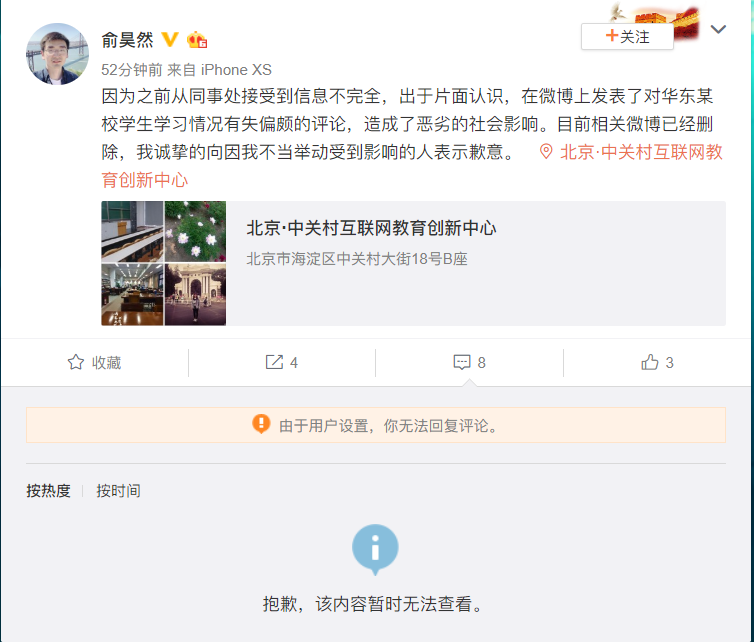 俞昊然
关注
52分钟前 来自 iPhone XS
因为之前从同事处接受到信息不完全，出于片面认识，在微博上发表了对华东某
校学生学习情况有失偏颇的评论，造成了恶劣的社会影响。目前相关微博已经删
除，我诚挚的向因我不当举动受到影响的人表示歉意。 北京·中关村互联网教
育创新中心
北京·中关村互联网教育创新中心
北京市海淀区中关村大街18号B座
收藏 4 8 3
由于用户设置，你无法回复评论。
按热度 按时间
抱歉，该内容暂时无法查看。